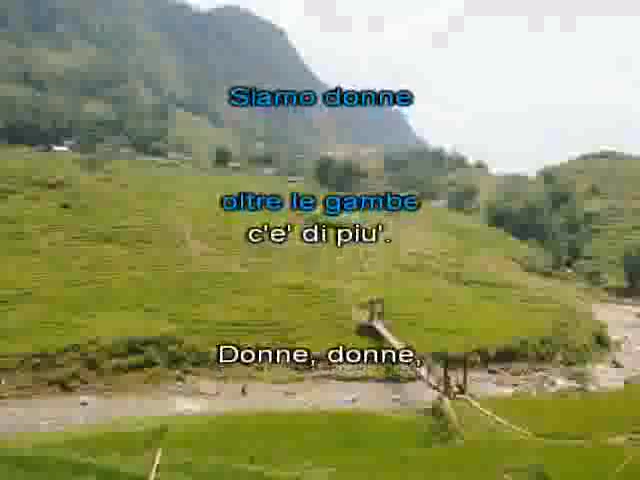 Siamo donne
oltre le gambe
c'e' di piu'.
Donne, donne,